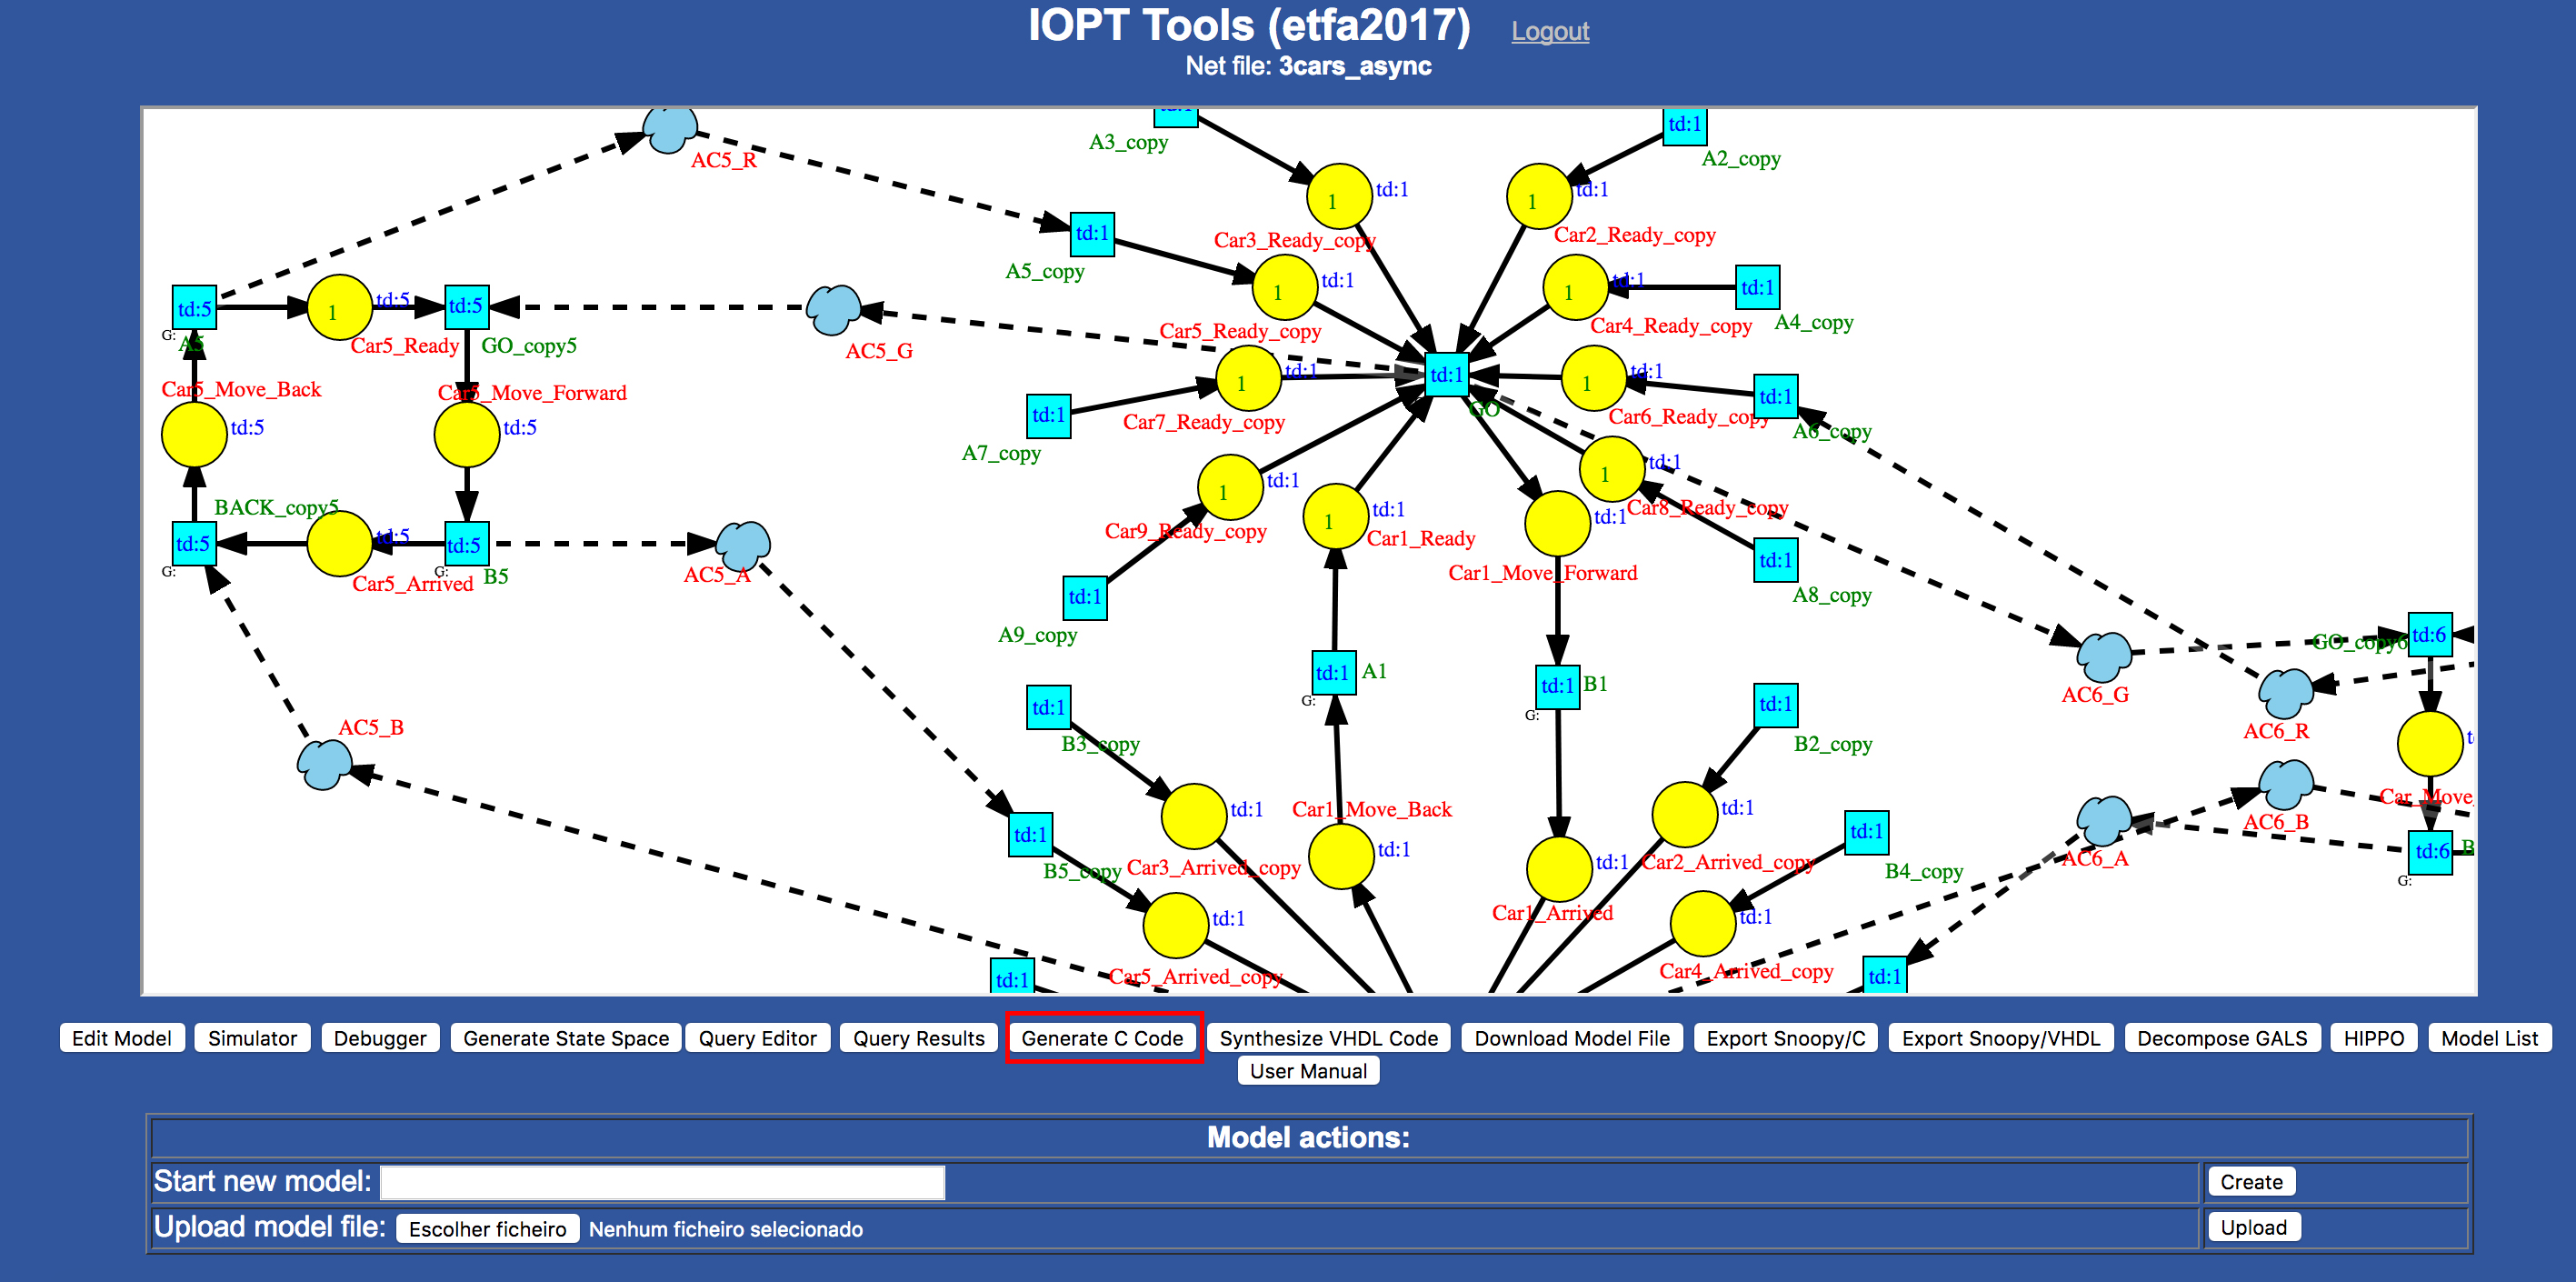 IOPT Tools (etfa2017) Logout
Net file: 3cars_async
td:1
A3_copy
td:1
A2_copy
AC5_R
1 td:1
Car3_Ready_copy
1 td:1
Car2_Ready_copy
td:1
A5_copy
1 td:1
Car5_Ready_copy
1 td:1
Car4_Ready_copy
td:1
A4_copy
td:5
G:
A5
1 td:5
Car5_Ready
td:5
GO_copy5
AC5_G
td:1
GO
1 td:1
Car7_Ready_copy
td:1
A7_copy
1 td:1
Car6_Ready_copy
td:1
A6_copy
Car5_Move_Back
td:5
Car5_Move_Forward
td:5
1 td:1
Car9_Ready_copy
1 td:1
Car1_Ready
td:1
Car1_Move_Forward
1 td:1
Car8_Ready_copy
td:1
A8_copy
BACK_copy5
td:5
G:
td:5
Car5_Arrived
td:5
G:
B5
AC5_A
td:1
A9_copy
td:1
A1
G:
td:1
B1
G:
AC6_G
GO_copy6
td:6
AC6_R
AC5_B
td:1
B3_copy
td:1
B2_copy
td:1
Car3_Arrived_copy
Car1_Move_Back
td:1
td:1
Car1_Arrived
td:1
Car2_Arrived_copy
td:1
B4_copy
AC6_A
AC6_B
Car_Move_
td:6
G:
B
td:1
B5_copy
td:1
Car5_Arrived_copy
td:1
Car4_Arrived_copy
td:1
td:1
Edit Model Simulator Debugger Generate State Space Query Editor Query Results Generate C Code Synthesize VHDL Code Download Model File Export Snoopy/C Export Snoopy/VHDL Decompose GALS HIPPO Model List
User Manual
Model actions:
Start new model: Create
Upload model file: Escolher ficheiro Nenhum ficheiro selecionado Upload